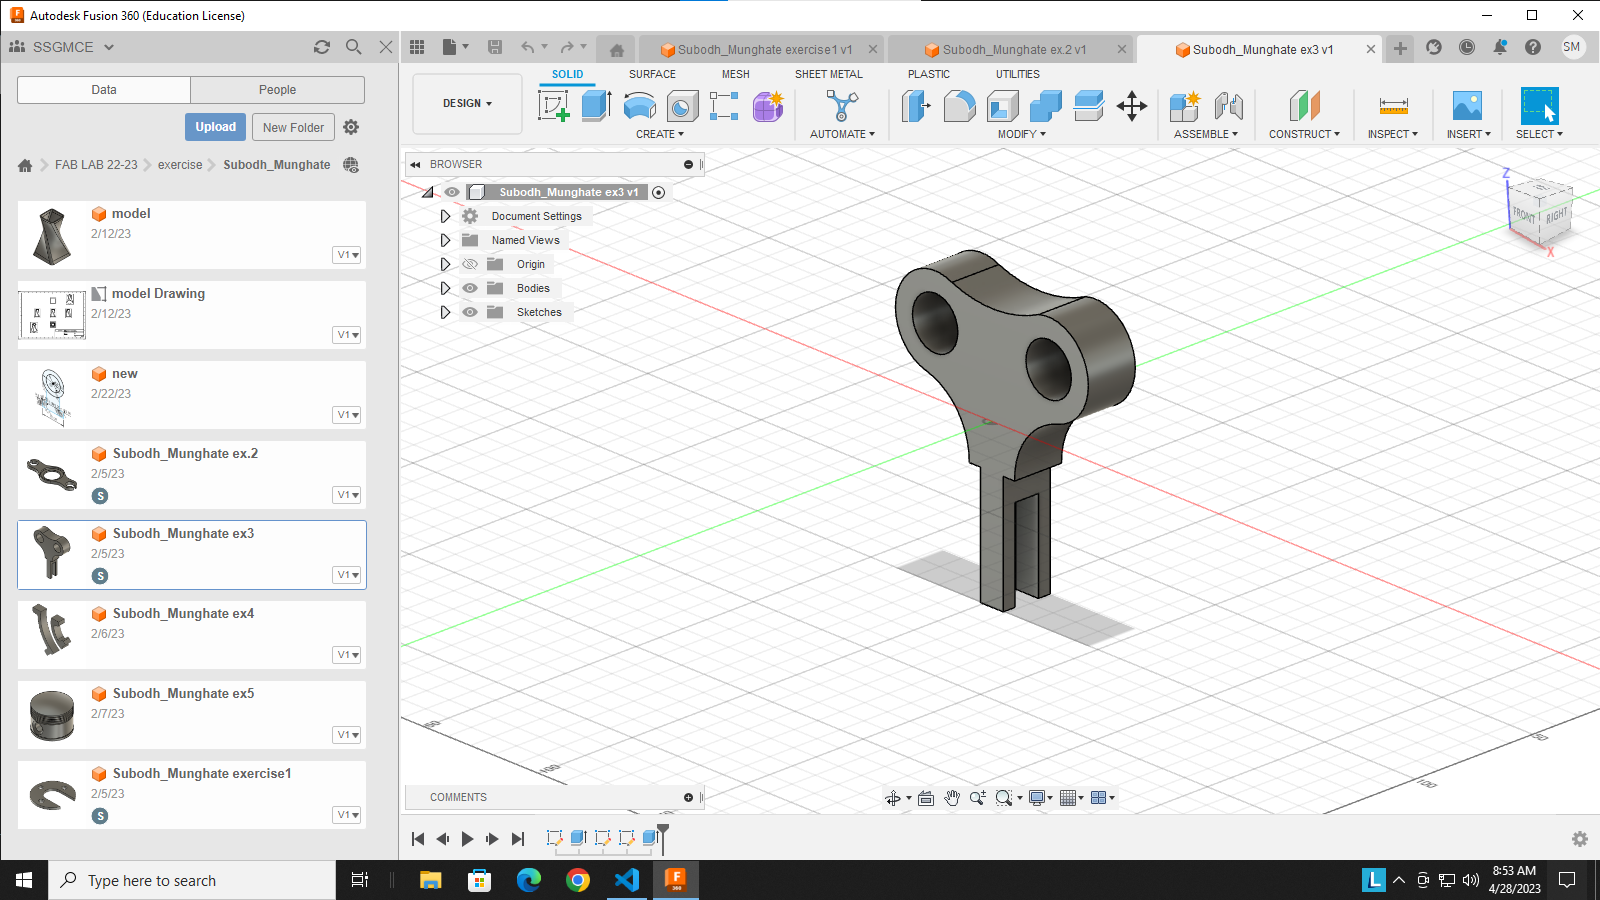 Autodesk Fusion 360 (Education License)
SSGMCE
Subodh_Munghate exercise1 v1
Subodh_Munghate ex.2 v1
Subodh_Munghate ex3 v1
SM
Data
People
Upload
New Folder
FAB LAB 22-23
exercise
Subodh_Munghate
DESIGN
SOLID
SURFACE
MESH
SHEET METAL
PLASTIC
UTILITIES
CREATE
AUTOMATE
MODIFY
ASSEMBLE
CONSTRUCT
INSPECT
INSERT
SELECT
BROWSER
Subodh_Munghate ex3 v1
Document Settings
Named Views
Origin
Bodies
Sketches
Z
FRONT
RIGHT
X
model
2/12/23
V1
model Drawing
2/12/23
V1
new
2/22/23
V1
Subodh_Munghate ex.2
2/5/23
S
V1
Subodh_Munghate ex3
2/5/23
S
V1
Subodh_Munghate ex4
2/6/23
V1
Subodh_Munghate ex5
2/7/23
V1
Subodh_Munghate exercise1
2/5/23
S
V1
50
100
50
100
COMMENTS
Type here to search
F
360
L
8:53 AM
4/28/2023